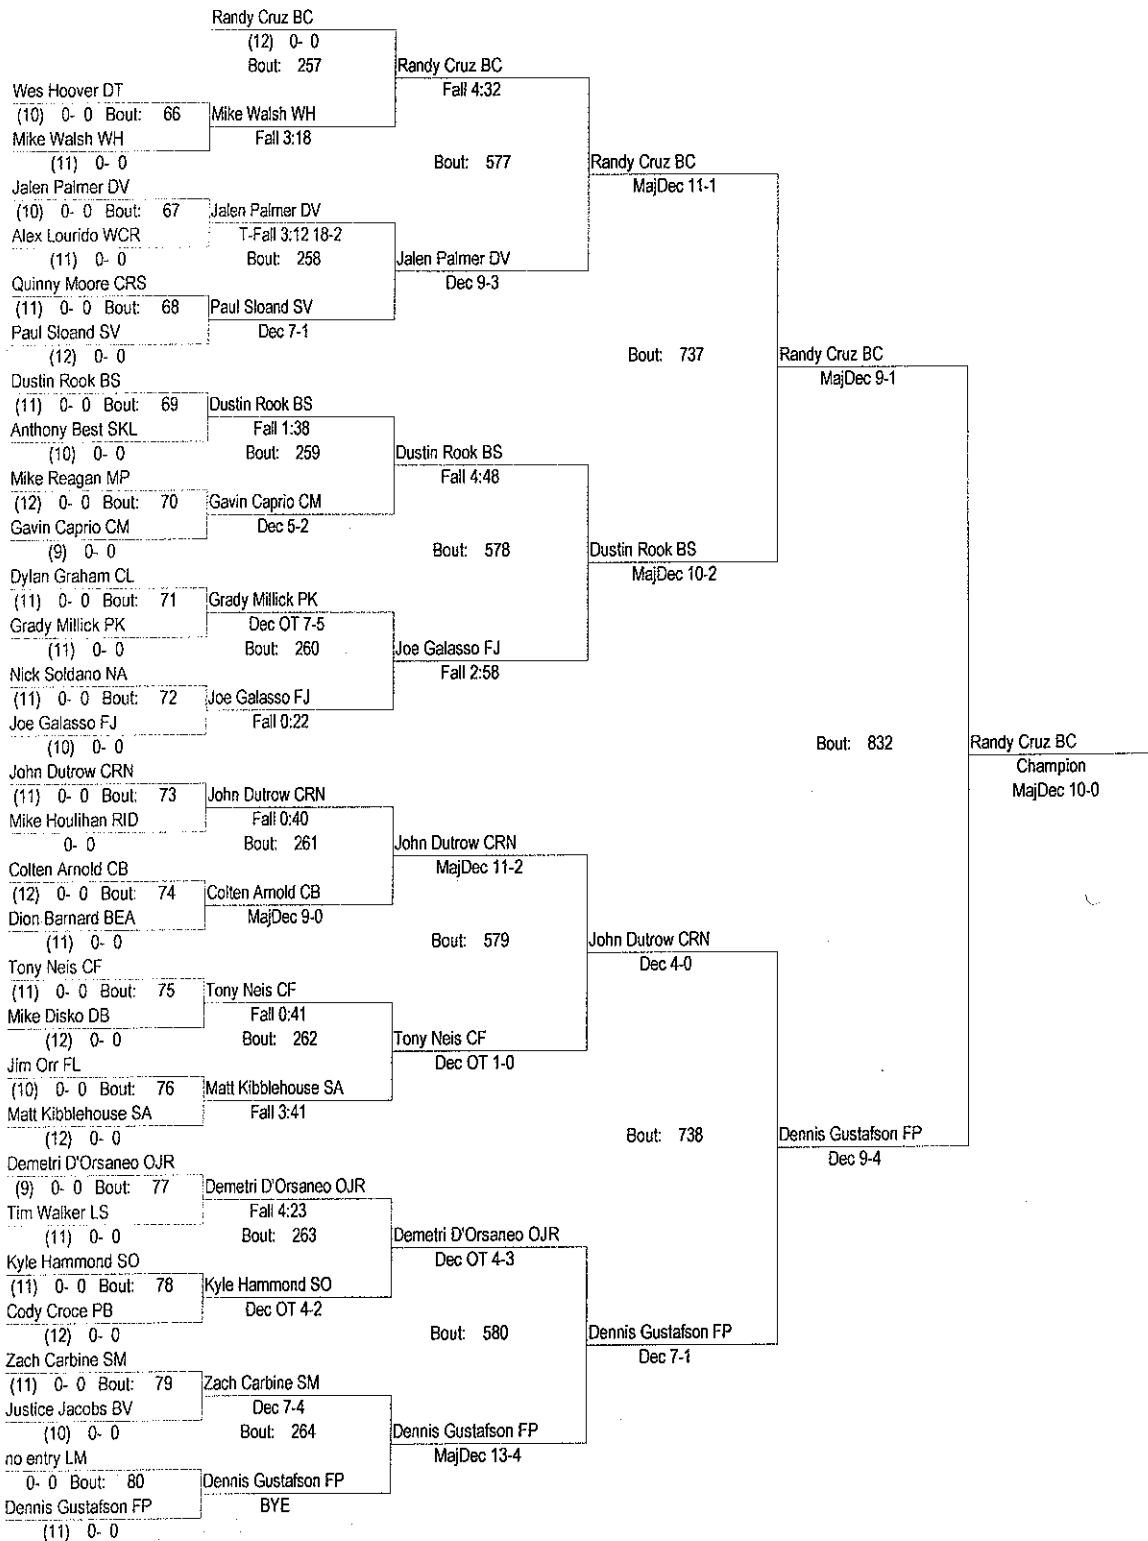 Randy Cruz BC
(12) 0- 0
Bout: 257
Randy Cruz BC
Fall 4:32
Wes Hoover DT
(10) 0- 0 Bout: 66
Mike Walsh WH
Mike Walsh WH
Fall 3:18
(11) 0- 0
Bout: 577
Randy Cruz BC
MajDec 11-1
Jalen Palmer DV
(10) 0- 0 Bout: 67
Jalen Palmer DV
Alex Lourido WCR
T-Fall 3:12 18-2
(11) 0- 0
Bout: 258
Jalen Palmer DV
Dec 9-3
Quinny Moore CRS
(11) 0- 0 Bout: 68
Paul Sloand SV
Paul Sloand SV
Dec 7-1
(12) 0- 0
Bout: 737
Randy Cruz BC
MajDec 9-1
Dustin Rook BS
(11) 0- 0 Bout: 69
Dustin Rook BS
Anthony Best SKL
Fall 1:38
(10) 0- 0
Bout: 259
Dustin Rook BS
Fall 4:48
Mike Reagan MP
(12) 0- 0 Bout: 70
Gavin Caprio CM
Gavin Caprio CM
Dec 5-2
(9) 0- 0
Bout: 578
Dustin Rook BS
MajDec 10-2
Dylan Graham CL
(11) 0- 0 Bout: 71
Grady Millick PK
Grady Millick PK
Dec OT 7-5
(11) 0- 0
Bout: 260
Joe Galasso FJ
Fall 2:58
Nick Soldano NA
(11) 0- 0 Bout: 72
Joe Galasso FJ
Joe Galasso FJ
Fall 0:22
(10) 0- 0
Bout: 832
Randy Cruz BC
Champion
MajDec 10-0
John Dutrow CRN
(11) 0- 0 Bout: 73
John Dutrow CRN
Mike Houlihan RID
Fall 0:40
0- 0
Bout: 261
John Dutrow CRN
MajDec 11-2
Colten Arnold CB
(12) 0- 0 Bout: 74
Colten Arnold CB
Dion Barnard BEA
MajDec 9-0
(11) 0- 0
Bout: 579
John Dutrow CRN
Dec 4-0
Tony Neis CF
(11) 0- 0 Bout: 75
Tony Neis CF
Mike Disko DB
Fall 0:41
(12) 0- 0
Bout: 262
Tony Neis CF
Dec OT 1-0
Jim Orr FL
(10) 0- 0 Bout: 76
Matt Kibblehouse SA
Matt Kibblehouse SA
Fall 3:41
(12) 0- 0
Bout: 738
Dennis Gustafson FP
Dec 9-4
Demetri D'Orsaneo OJR
(9) 0- 0 Bout: 77
Demetri D'Orsaneo OJR
Tim Walker LS
Fall 4:23
(11) 0- 0
Bout: 263
Demetri D'Orsaneo OJR
Dec OT 4-3
Kyle Hammond SO
(11) 0- 0 Bout: 78
Kyle Hammond SO
Cody Croce PB
Dec OT 4-2
(12) 0- 0
Bout: 580
Dennis Gustafson FP
Dec 7-1
Zach Carbine SM
(11) 0- 0 Bout: 79
Zach Carbine SM
Justice Jacobs BV
Dec 7-4
(10) 0- 0
Bout: 264
Dennis Gustafson FP
MajDec 13-4
no entry LM
0- 0 Bout: 80
Dennis Gustafson FP
Dennis Gustafson FP
BYE
(11) 0- 0